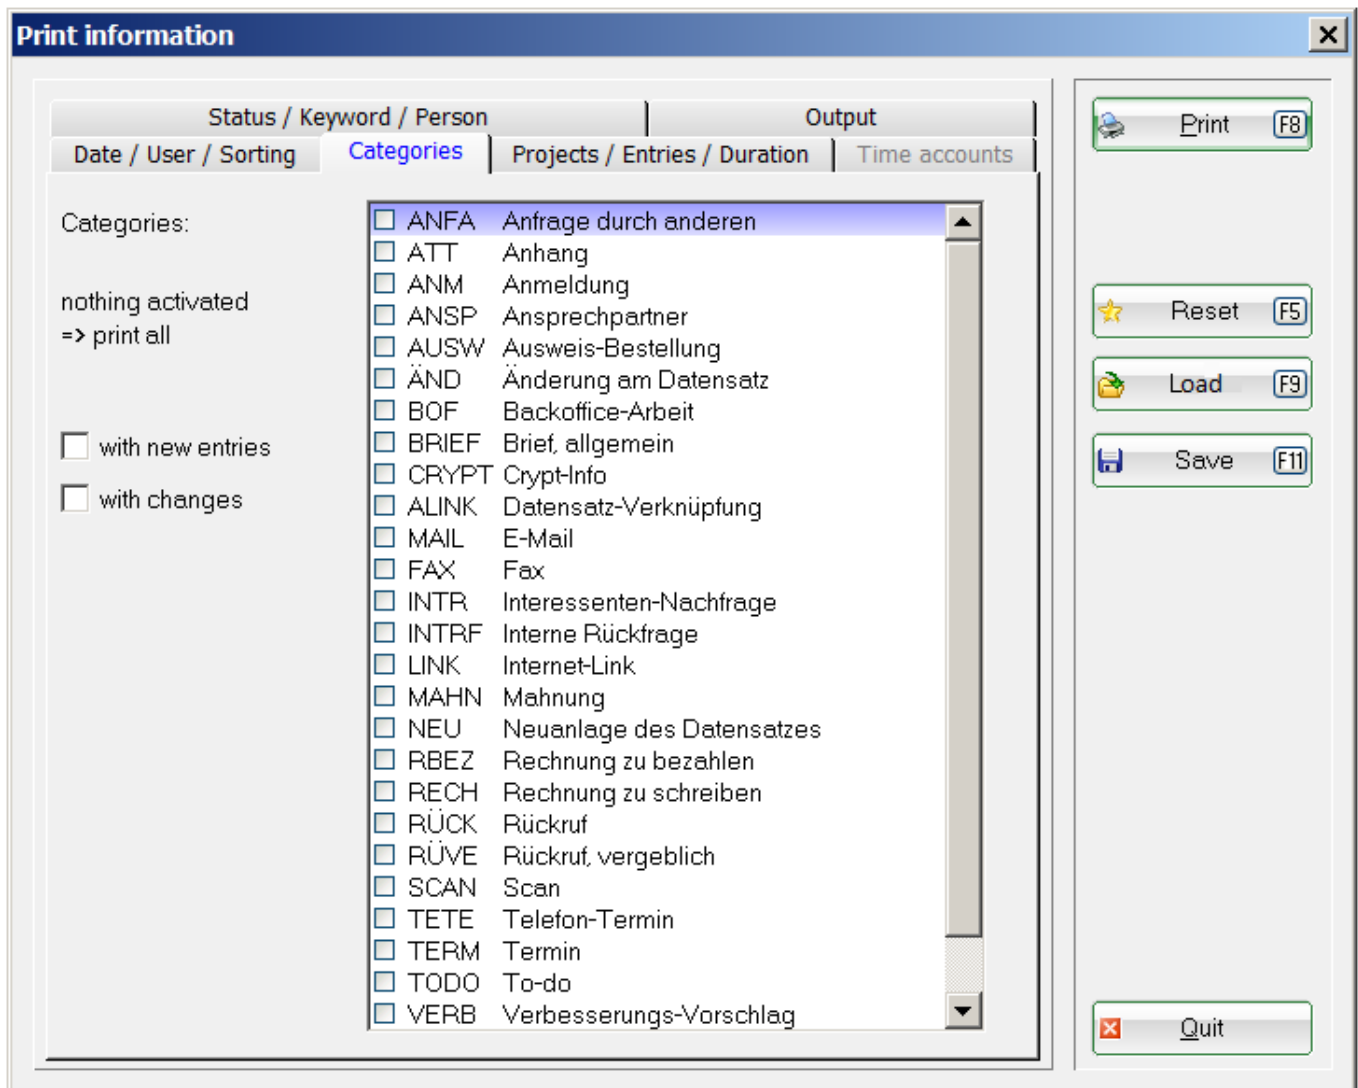 Print information
Status / Keyword / Person Output
Date / User / Sorting Categories Projects / Entries / Duration Time accounts
Categories:
nothing activated
=> print all
with new entries
with changes
ANFA Anfrage durch anderen
ATT Anhang
ANM Anmeldung
ANSP Ansprechpartner
AUSW Ausweis-Bestellung
ÄND Änderung am Datensatz
BOF Backoffice-Arbeit
BRIEF Brief, allgemein
CRYPT Crypt-Info
ALINK Datensatz-Verknüpfung
MAIL E-Mail
FAX Fax
INTR Interessenten-Nachfrage
INTRF Interne Rückfrage
LINK Internet-Link
MAHN Mahnung
NEU Neuanlage des Datensatzes
RBEZ Rechnung zu bezahlen
RECH Rechnung zu schreiben
RÜCK Rückruf
RÜVE Rückruf, vergeblich
SCAN Scan
TETE Telefon-Termin
TERM Termin
TODO To-do
VERB Verbesserungs-Vorschlag
Print F8
Reset F5
Load F9
Save F11
Quit